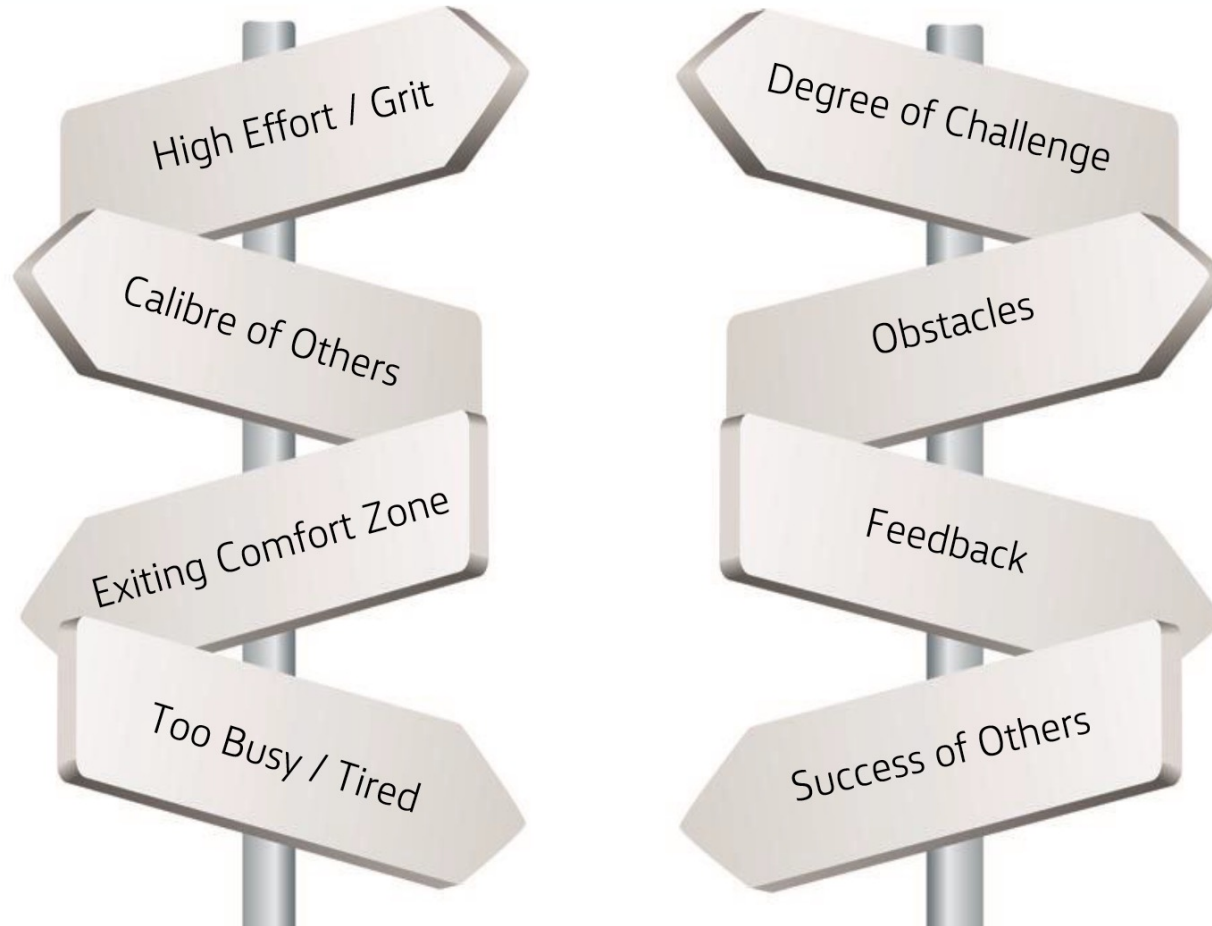 High Effort / Grit
Calibre of Others
Exiting Comfort Zone
Too Busy / Tired
Degree of Challenge
Obstacles
Feedback
Success of Others